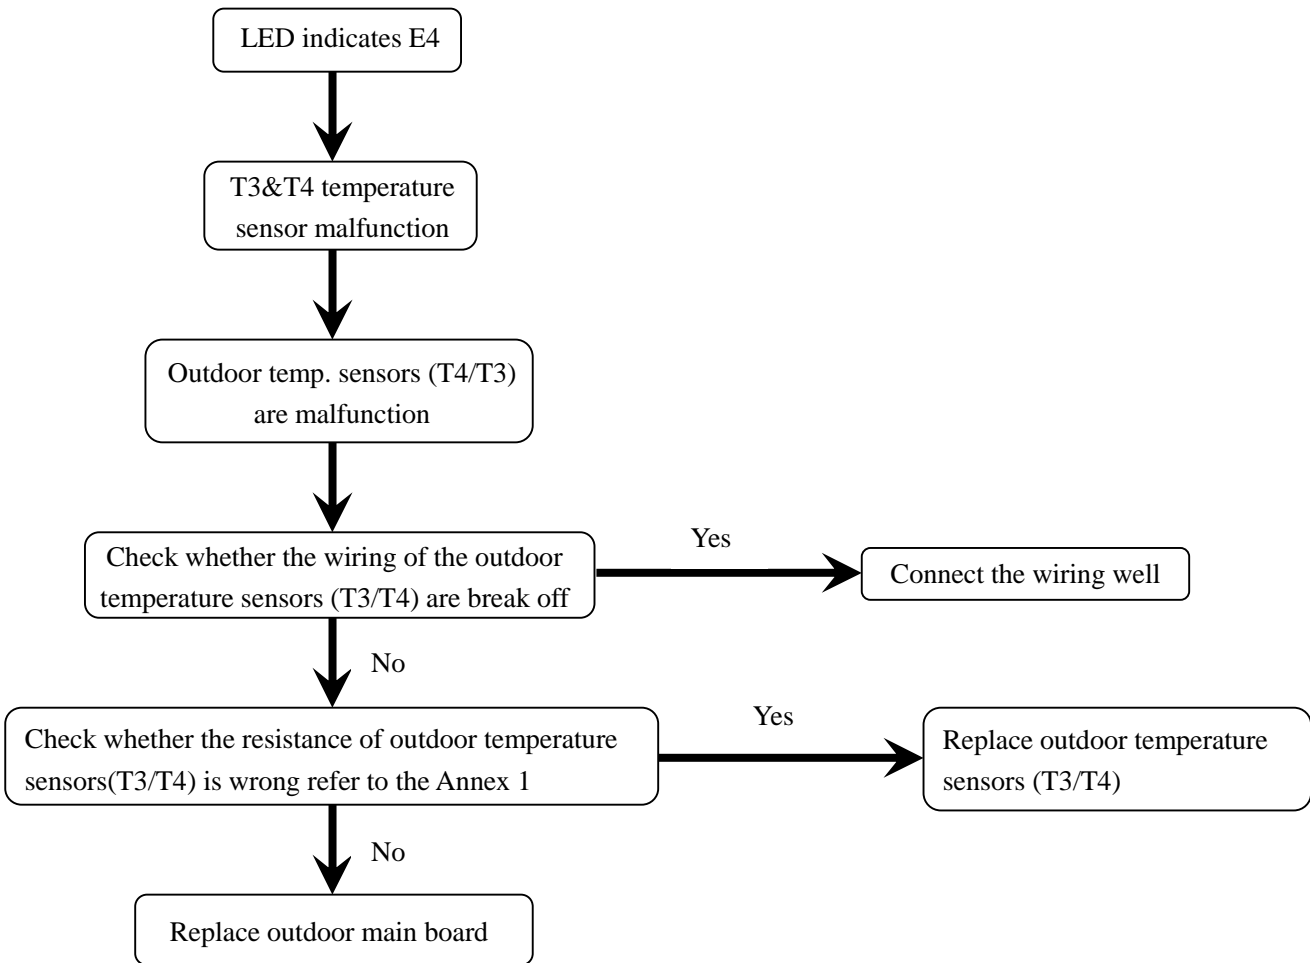 LED indicates E4
T3&T4 temperature
sensor malfunction
Outdoor temp. sensors (T4/T3)
are malfunction
Check whether the wiring of the outdoor
temperature sensors (T3/T4) are break off
Yes
Connect the wiring well
No
Check whether the resistance of outdoor temperature
sensors(T3/T4) is wrong refer to the Annex 1
Yes
Replace outdoor temperature
sensors (T3/T4)
No
Replace outdoor main board